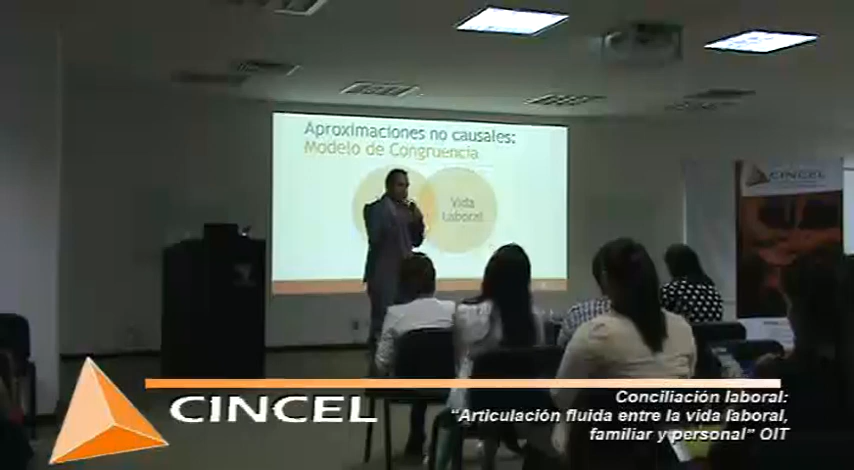 Aproximaciones no causales:
Modelo de Congruencia
Vida
Laboral
CINCEL
CINCEL
Conciliación laboral:
"Articulación fluida entre la vida laboral,
familiar y personal" OIT